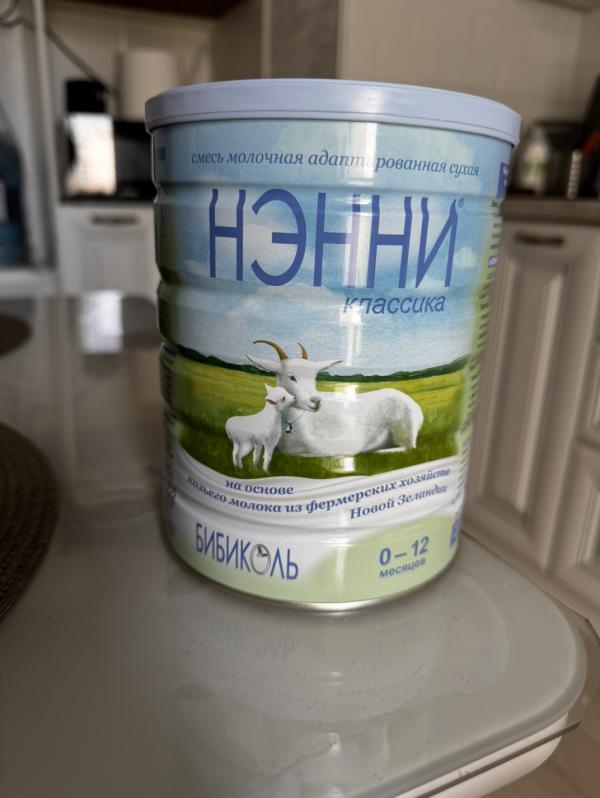 смесь молочная адаптированная сухая
НЭННИ®
классика
на основе
козьего молока из фермерских хозяйств
Новой Зеландии
БИБИКОЛЬ
0–12
месяцев